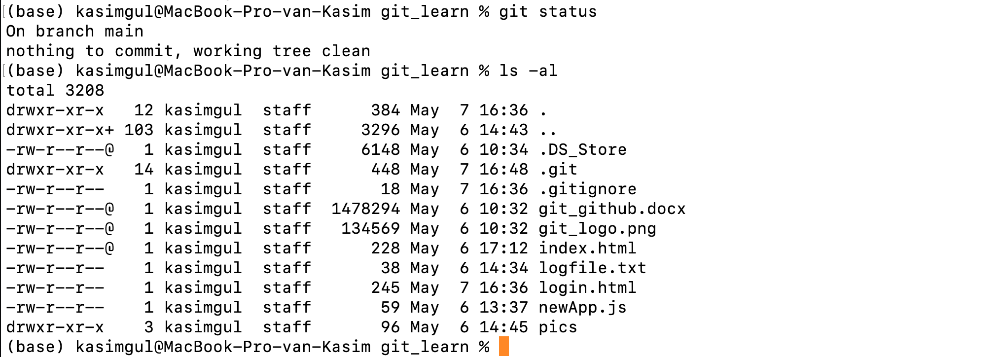 (base) kasimgul@MacBook-Pro-van-Kasim git_learn % git status
On branch main
nothing to commit, working tree clean
(base) kasimgul@MacBook-Pro-van-Kasim git_learn % ls -al
total 3208
drwxr-xr-x   12 kasimgul  staff      384 May  7 16:36 .
drwxr-xr-x+ 103 kasimgul  staff     3296 May  6 14:43 ..
-rw-r--r--@   1 kasimgul  staff     6148 May  6 10:34 .DS_Store
drwxr-xr-x   14 kasimgul  staff      448 May  7 16:48 .git
-rw-r--r--    1 kasimgul  staff       18 May  7 16:36 .gitignore
-rw-r--r--@   1 kasimgul  staff  1478294 May  6 10:32 git_github.docx
-rw-r--r--@   1 kasimgul  staff   134569 May  6 10:32 git_logo.png
-rw-r--r--@   1 kasimgul  staff      228 May  6 17:12 index.html
-rw-r--r--    1 kasimgul  staff       38 May  6 14:34 logfile.txt
-rw-r--r--    1 kasimgul  staff      245 May  7 16:36 login.html
-rw-r--r--    1 kasimgul  staff       59 May  6 13:37 newApp.js
drwxr-xr-x    3 kasimgul  staff       96 May  6 14:45 pics
(base) kasimgul@MacBook-Pro-van-Kasim git_learn %